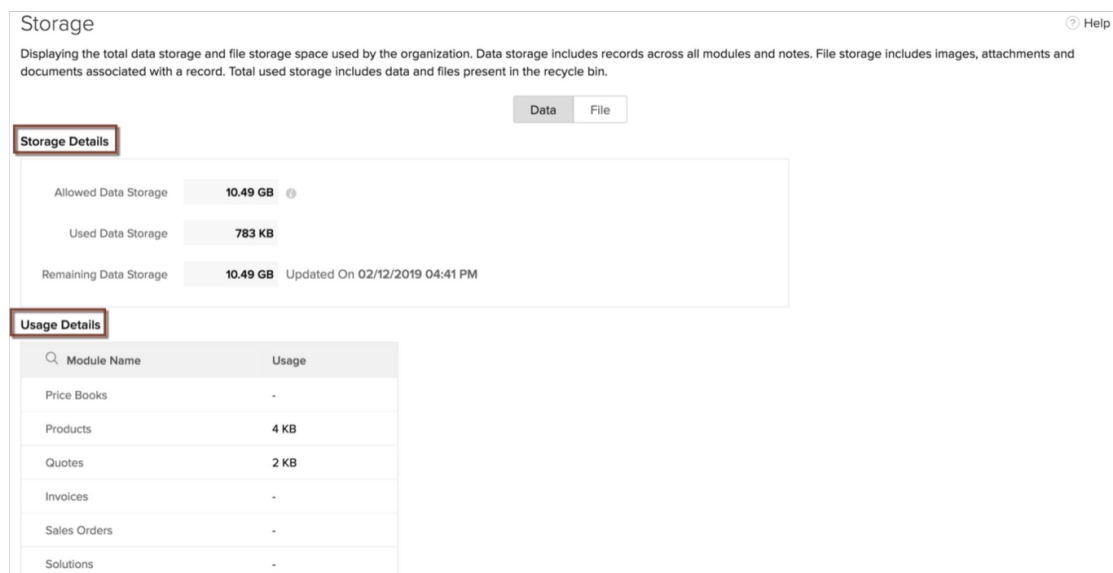 Storage
Help
Displaying the total data storage and file storage space used by the organization. Data storage includes records across all modules and notes. File storage includes images, attachments and
documents associated with a record. Total used storage includes data and files present in the recycle bin.
Data File
Storage Details
Allowed Data Storage 10.49 GB
Used Data Storage 783 KB
Remaining Data Storage 10.49 GB Updated On 02/12/2019 04:41 PM
Usage Details
Module Name Usage
Price Books -
Products 4 KB
Quotes 2 KB
Invoices -
Sales Orders -
Solutions -